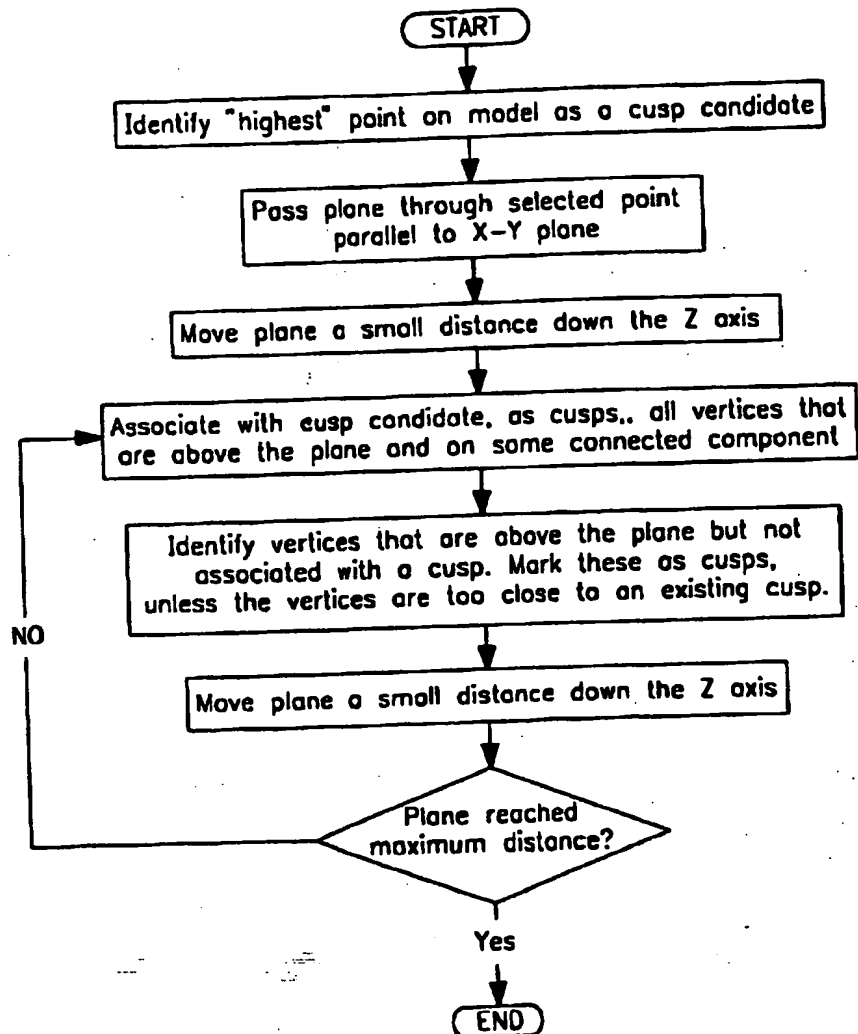 START
Identify "highest" point on model as a cusp candidate
Pass plane through selected point
parallel to X-Y plane
Move plane a small distance down the Z axis
Associate with cusp candidate, as cusps,. all vertices that
are above the plane and on some connected component
Identify vertices that are above the plane but not
associated with a cusp. Mark these as cusps,
unless the vertices are too close to an existing cusp.
NO
Move plane a small distance down the Z axis
Plane reached
maximum distance?
Yes
END